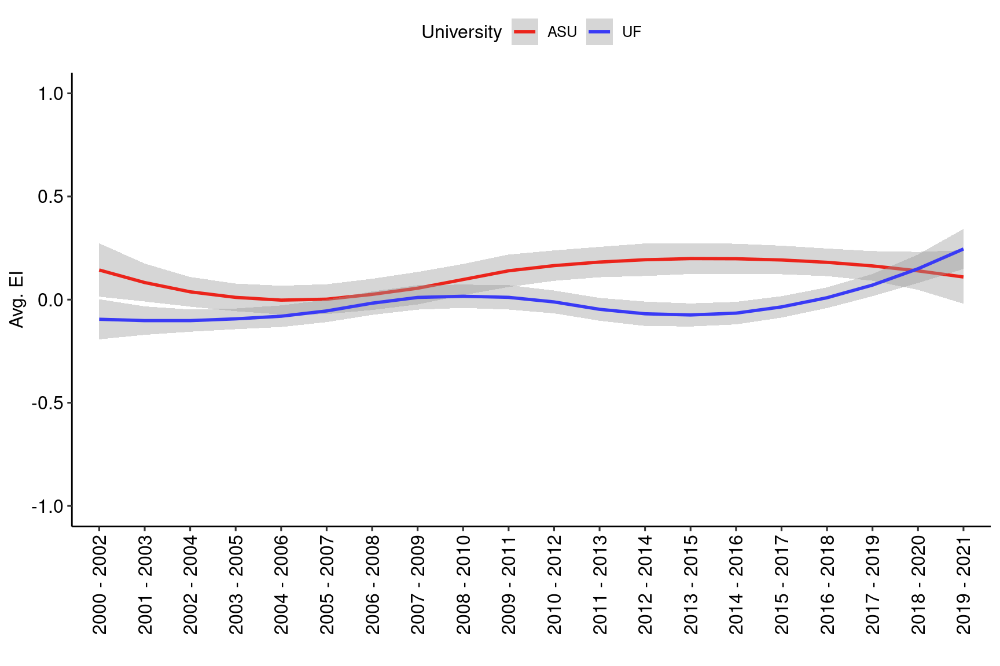 University ASU UF
Avg. EI
1.0
0.5
0.0
-0.5
-1.0
2000 - 2002
2001 - 2003
2002 - 2004
2003 - 2005
2004 - 2006
2005 - 2007
2006 - 2008
2007 - 2009
2008 - 2010
2009 - 2011
2010 - 2012
2011 - 2013
2012 - 2014
2013 - 2015
2014 - 2016
2015 - 2017
2016 - 2018
2017 - 2019
2018 - 2020
2019 - 2021